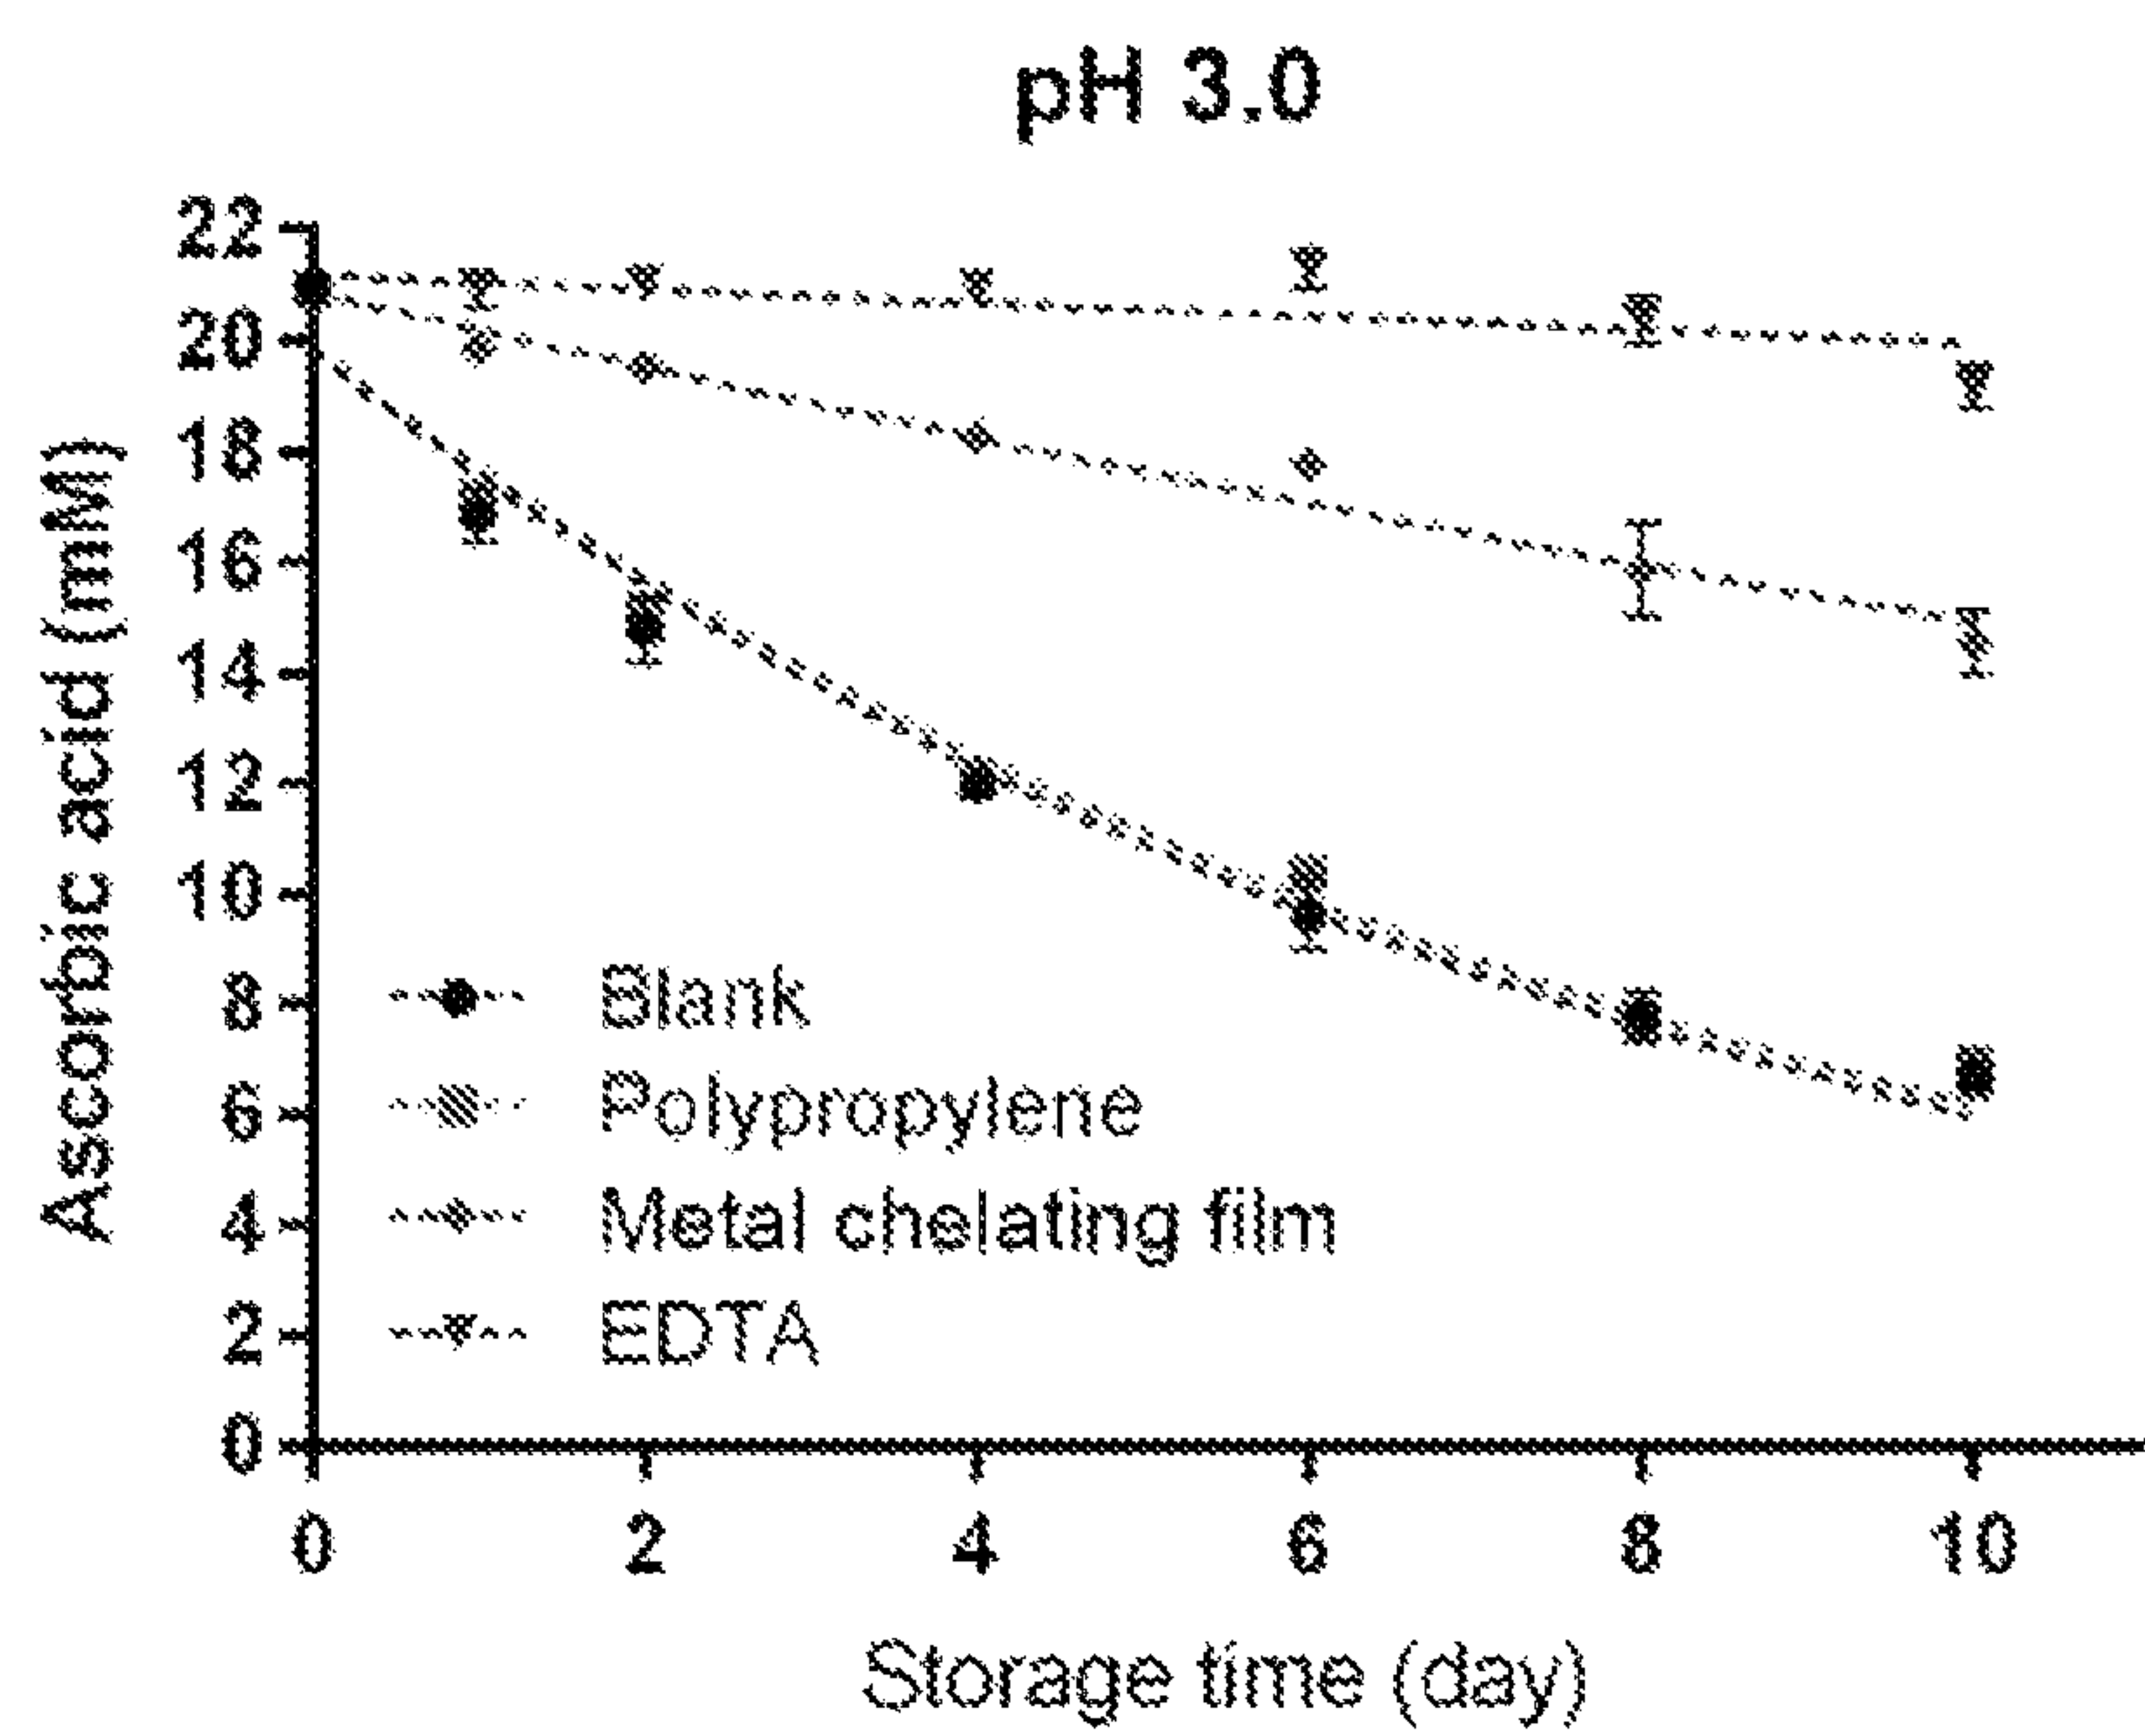 pH 3.0
Ascorbic acid (mM)
22
20
18
16
14
12
10
8
6
4
2
0
Blank
Polypropylene
Metal chelating film
EDTA
0 2 4 6 8 10
Storage time (day)